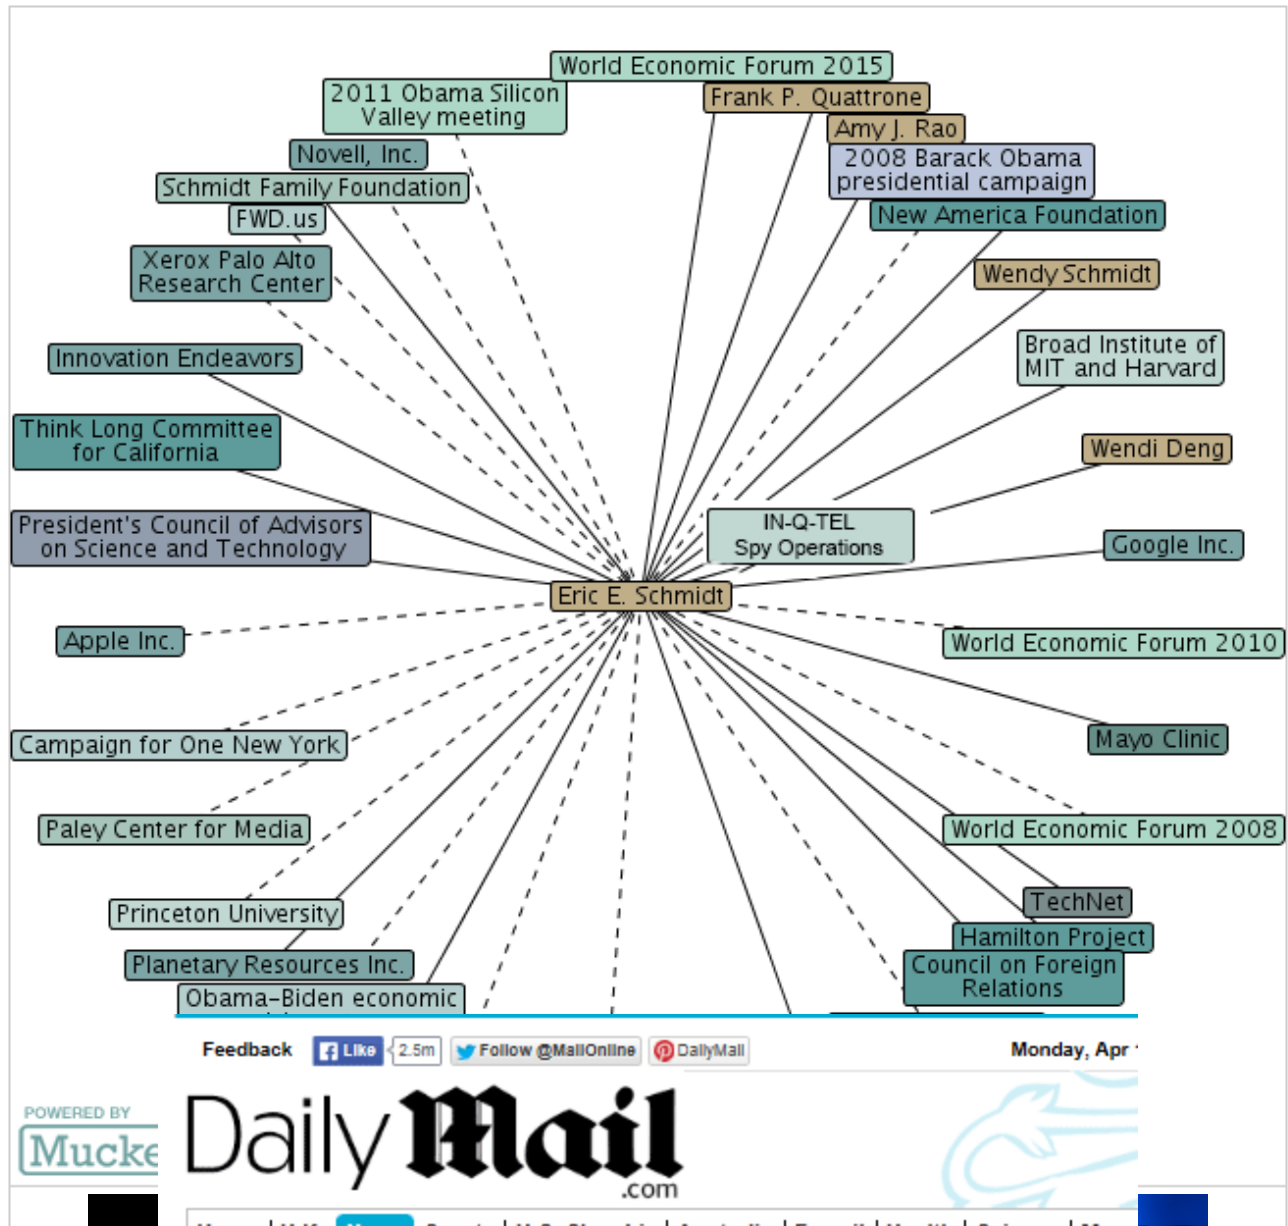 World Economic Forum 2015
2011 Obama Silicon
Valley meeting
Frank P. Quattrone
Amy J. Rao
Novell, Inc.
2008 Barack Obama
presidential campaign
Schmidt Family Foundation
FWD.us
New America Foundation
Xerox Palo Alto
Research Center
Wendy Schmidt
Innovation Endeavors
Broad Institute of
MIT and Harvard
Think Long Committee
for California
Wendi Deng
President's Council of Advisors
on Science and Technology
IN-Q-TEL
Spy Operations
Google Inc.
Eric E. Schmidt
Apple Inc.
World Economic Forum 2010
Campaign for One New York
Mayo Clinic
Paley Center for Media
World Economic Forum 2008
Princeton University
TechNet
Hamilton Project
Planetary Resources Inc.
Council on Foreign
Relations
Obama-Biden economic
Feedback Like 2.5m Follow @MailOnline DailyMail Monday, Apr
POWERED BY
Mucke
Daily Mail
.com